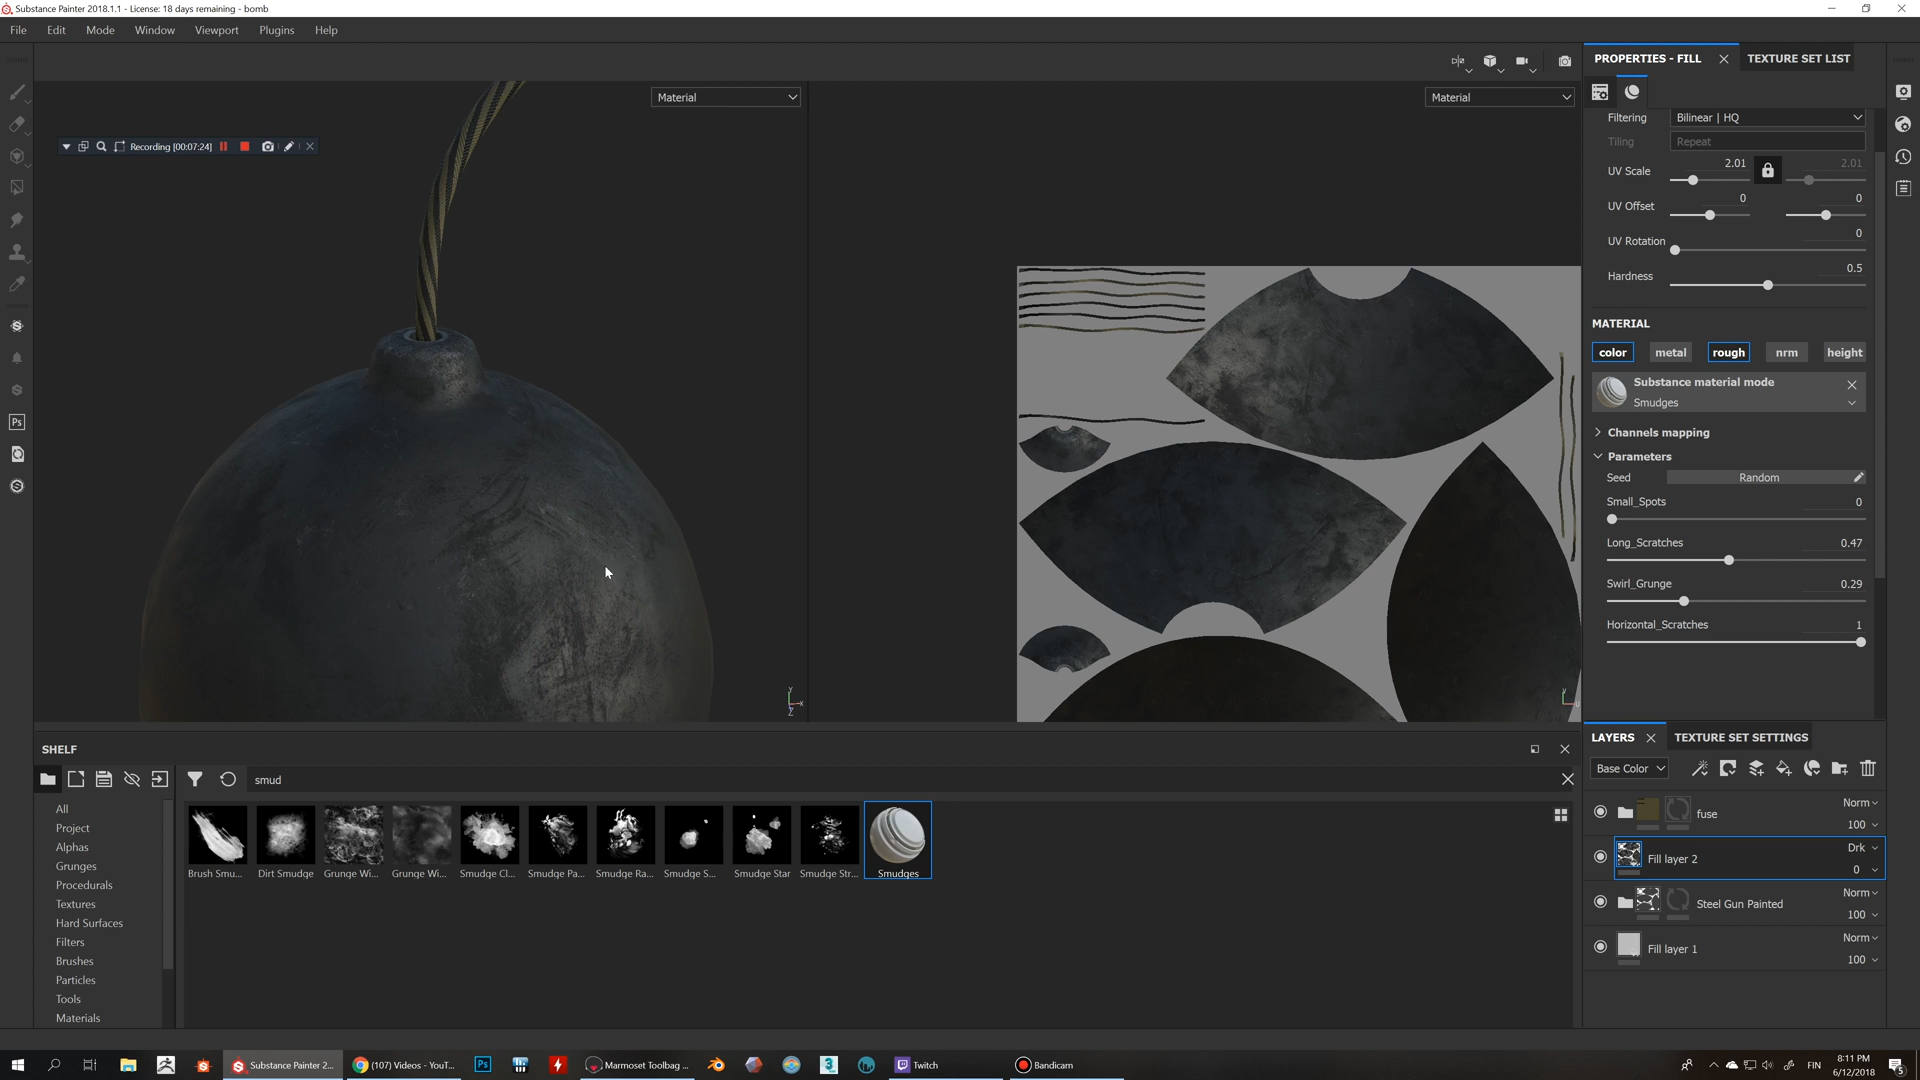 Substance Painter 2018.1.1 - License: 18 days remaining - bomb
File Edit Mode Window Viewport Plugins Help
PROPERTIES - FILL TEXTURE SET LIST
Material Material
Recording [00:07:24]
Filtering Bilinear | HQ
Tiling Repeat
UV Scale 2.01 2.01
UV Offset 0 0
UV Rotation 0
Hardness 0.5
MATERIAL
color metal rough nrm height
Substance material mode
Smudges
Channels mapping
Parameters
Seed Random
Small_Spots 0
Long_Scratches 0.47
Swirl_Grunge 0.29
Horizontal_Scratches 1
LAYERS TEXTURE SET SETTINGS
Base Color
Norm
fuse
100
Drk
Fill layer 2
0
Norm
Steel Gun Painted
100
Norm
Fill layer 1
100
SHELF
smud
All
Project
Alphas
Grunges
Procedurals
Textures
Hard Surfaces
Filters
Brushes
Particles
Tools
Materials
Brush Smu... Dirt Smudge Grunge Wi... Grunge Wi... Smudge Cl... Smudge Pa... Smudge Ra... Smudge S... Smudge Star Smudge Str... Smudges
Ps
Y
X
Z
Substance Painter 2... (107) Videos - YouT... Ps Marmoset Toolbag ... 3 Twitch Bandicam
FIN
8:11 PM
6/12/2018
5